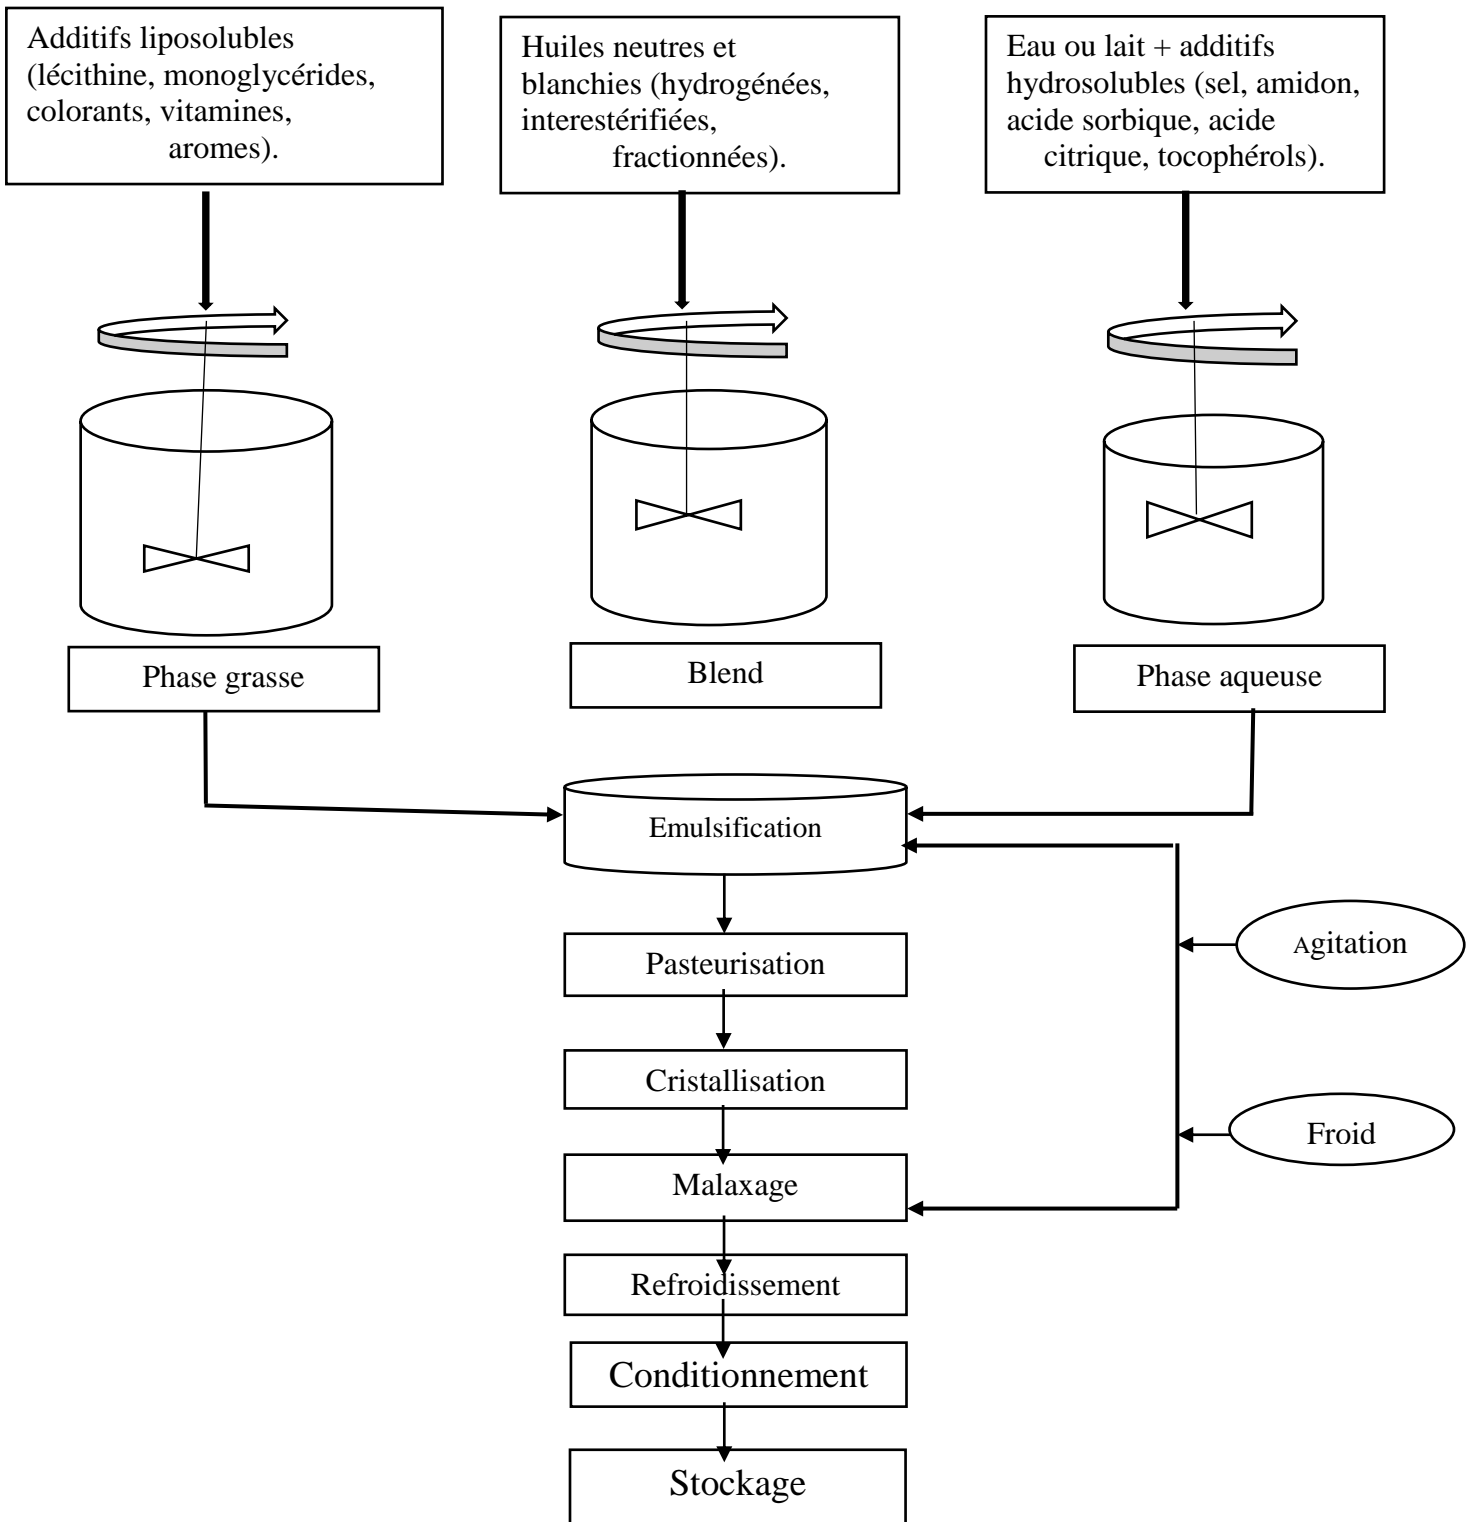 Additifs liposolubles
(lécithine, monoglycérides,
colorants, vitamines,
aromes).
Huiles neutres et
blanchies (hydrogénées,
interestérifiées,
fractionnées).
Eau ou lait + additifs
hydrosolubles (sel, amidon,
acide sorbique, acide
citrique, tocophérols).
Phase grasse
Blend
Phase aqueuse
Emulsification
Pasteurisation
Agitation
Cristallisation
Froid
Malaxage
Refroidissement
Conditionnement
Stockage